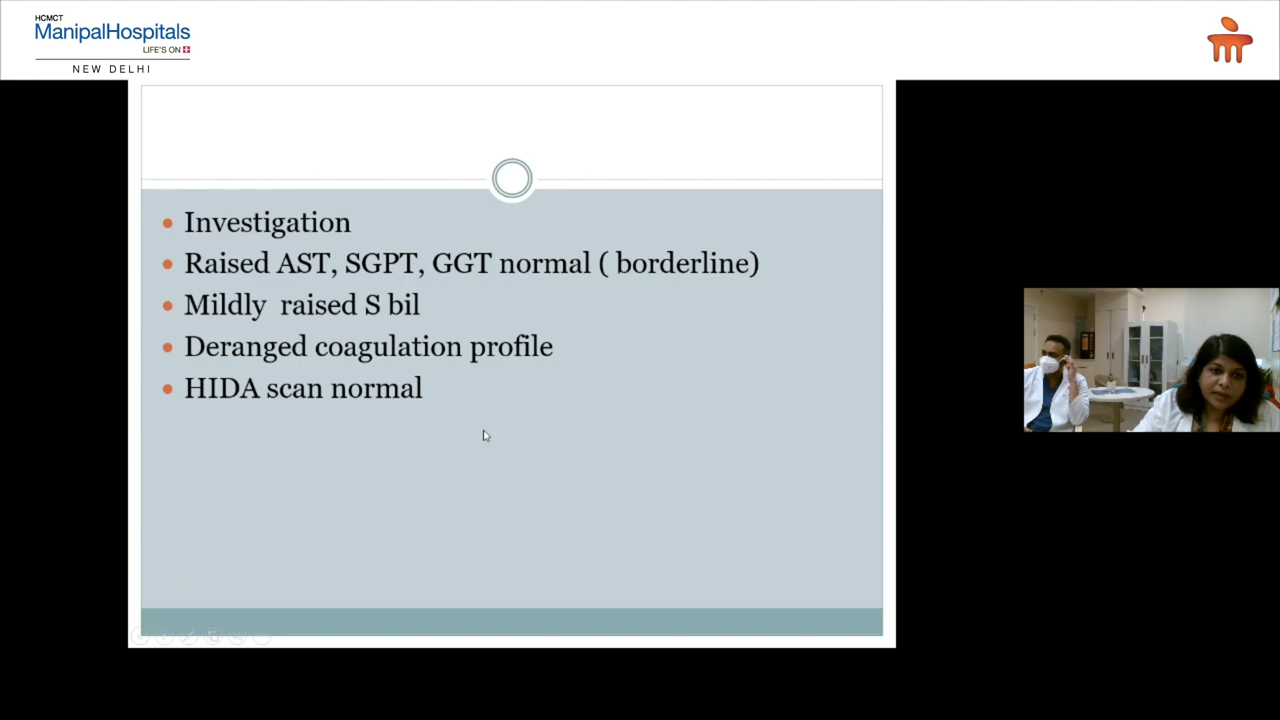 HCMCT
ManipalHospitals
LIFE'S ON
NEW DELHI
Investigation
Raised AST, SGPT, GGT normal ( borderline)
Mildly  raised S bil
Deranged coagulation profile
HIDA scan normal